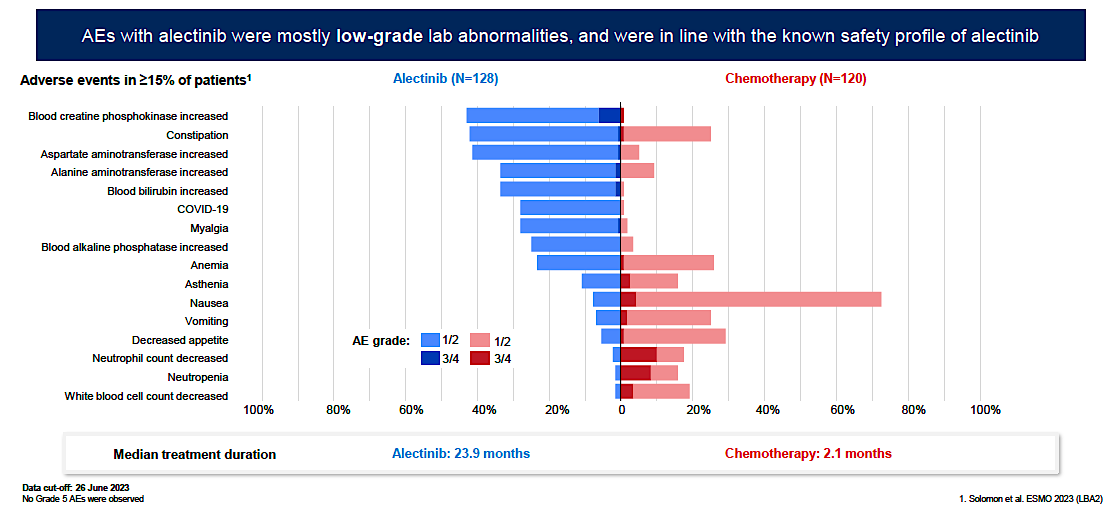 AEs with alectinib were mostly low-grade lab abnormalities, and were in line with the known safety profile of alectinib
Adverse events in ≥15% of patients¹
Alectinib (N=128)
Chemotherapy (N=120)
Blood creatine phosphokinase increased
Constipation
Aspartate aminotransferase increased
Alanine aminotransferase increased
Blood bilirubin increased
COVID-19
Myalgia
Blood alkaline phosphatase increased
Anemia
Asthenia
Nausea
Vomiting
Decreased appetite
Neutrophil count decreased
Neutropenia
White blood cell count decreased
AE grade: 1/2 1/2
3/4 3/4
100% 80% 60% 40% 20% 0 20% 40% 60% 80% 100%
Median treatment duration
Alectinib: 23.9 months
Chemotherapy: 2.1 months
Data cut-off: 26 June 2023
No Grade 5 AEs were observed
1. Solomon et al. ESMO 2023 (LBA2)